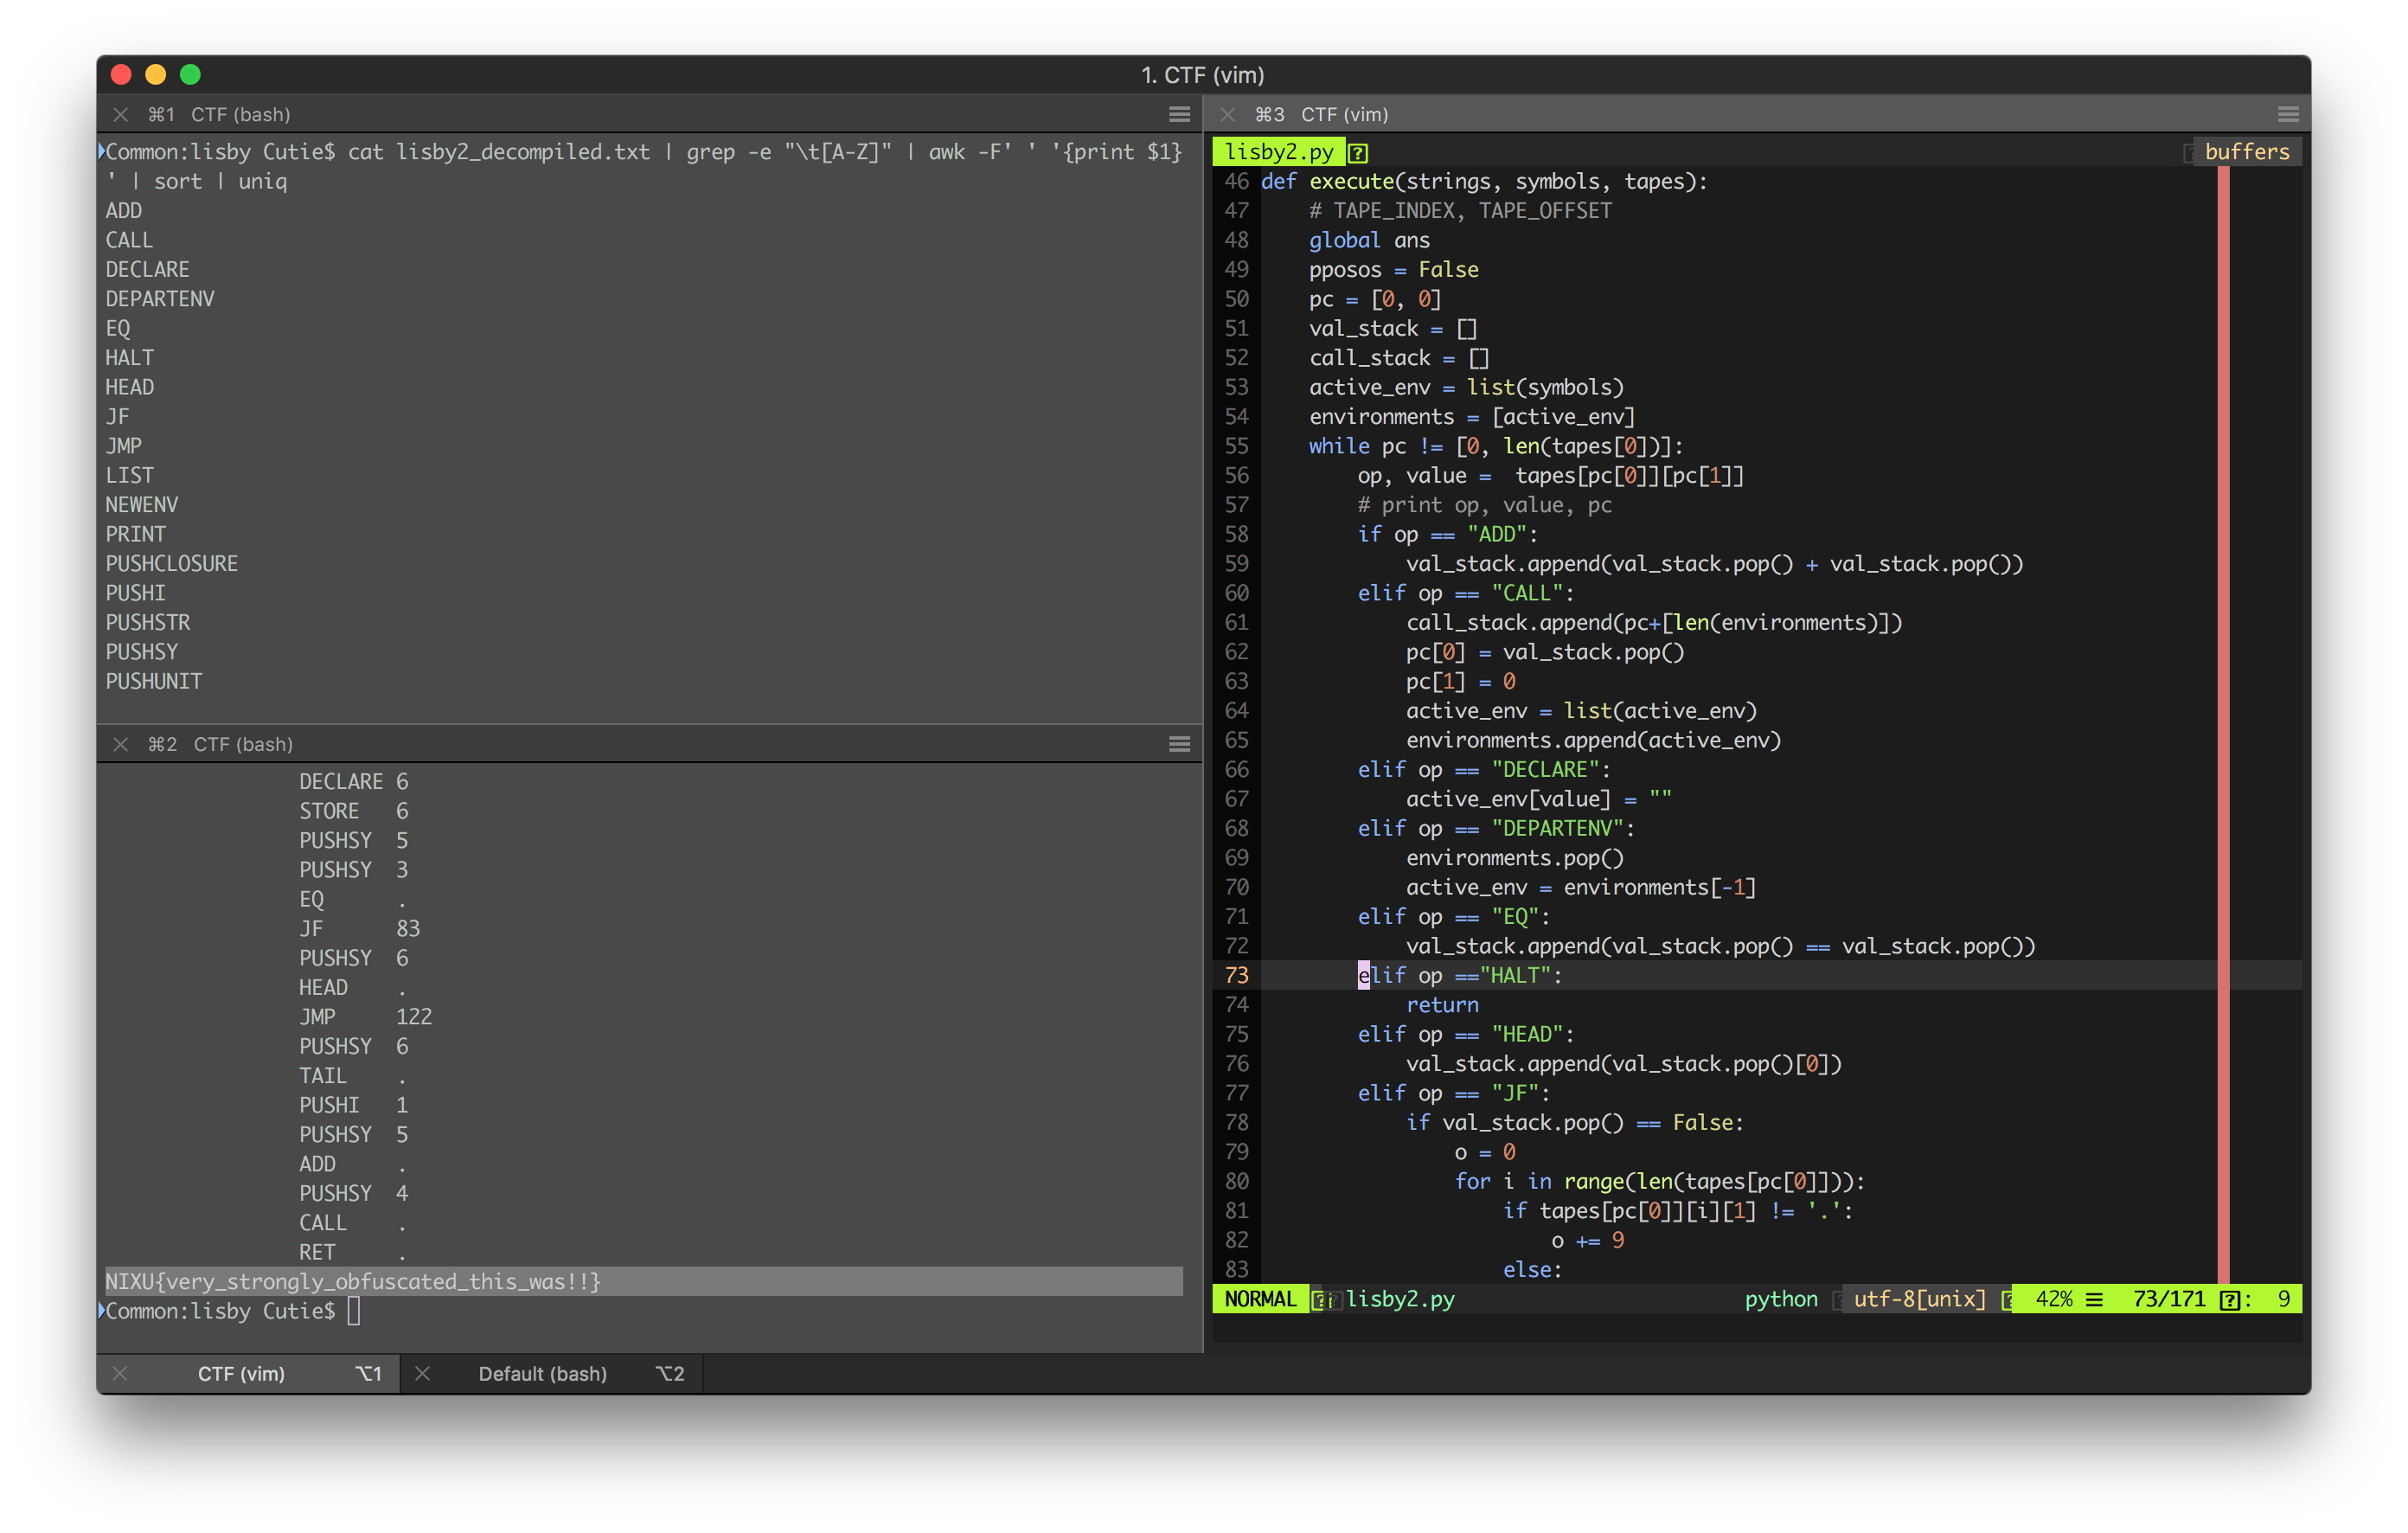 1. CTF (vim)
⌘1 CTF (bash)
Common:lisby Cutie$ cat lisby2_decompiled.txt | grep -e "\t[A-Z]" | awk -F' ' '{print $1}
' | sort | uniq
ADD
CALL
DECLARE
DEPARTENV
EQ
HALT
HEAD
JF
JMP
LIST
NEWENV
PRINT
PUSHCLOSURE
PUSHI
PUSHSTR
PUSHSY
PUSHUNIT
⌘2 CTF (bash)
DECLARE 6
STORE 6
PUSHSY 5
PUSHSY 3
EQ .
JF 83
PUSHSY 6
HEAD .
JMP 122
PUSHSY 6
TAIL .
PUSHI 1
PUSHSY 5
ADD .
PUSHSY 4
CALL .
RET .
NIXU{very_strongly_obfuscated_this_was!!}
Common:lisby Cutie$
⌘3 CTF (vim)
lisby2.py buffers
46 def execute(strings, symbols, tapes):
47     # TAPE_INDEX, TAPE_OFFSET
48     global ans
49     pposos = False
50     pc = [0, 0]
51     val_stack = []
52     call_stack = []
53     active_env = list(symbols)
54     environments = [active_env]
55     while pc != [0, len(tapes[0])]:
56         op, value =  tapes[pc[0]][pc[1]]
57         # print op, value, pc
58         if op == "ADD":
59             val_stack.append(val_stack.pop() + val_stack.pop())
60         elif op == "CALL":
61             call_stack.append(pc+[len(environments)])
62             pc[0] = val_stack.pop()
63             pc[1] = 0
64             active_env = list(active_env)
65             environments.append(active_env)
66         elif op == "DECLARE":
67             active_env[value] = ""
68         elif op == "DEPARTENV":
69             environments.pop()
70             active_env = environments[-1]
71         elif op == "EQ":
72             val_stack.append(val_stack.pop() == val_stack.pop())
73         elif op =="HALT":
74             return
75         elif op == "HEAD":
76             val_stack.append(val_stack.pop()[0])
77         elif op == "JF":
78             if val_stack.pop() == False:
79                 o = 0
80                 for i in range(len(tapes[pc[0]])):
81                     if tapes[pc[0]][i][1] != '.':
82                         o += 9
83                     else:
NORMAL lisby2.py python utf-8[unix] 42% ☰ 73/171 : 9
CTF (vim) ⌥1 Default (bash) ⌥2